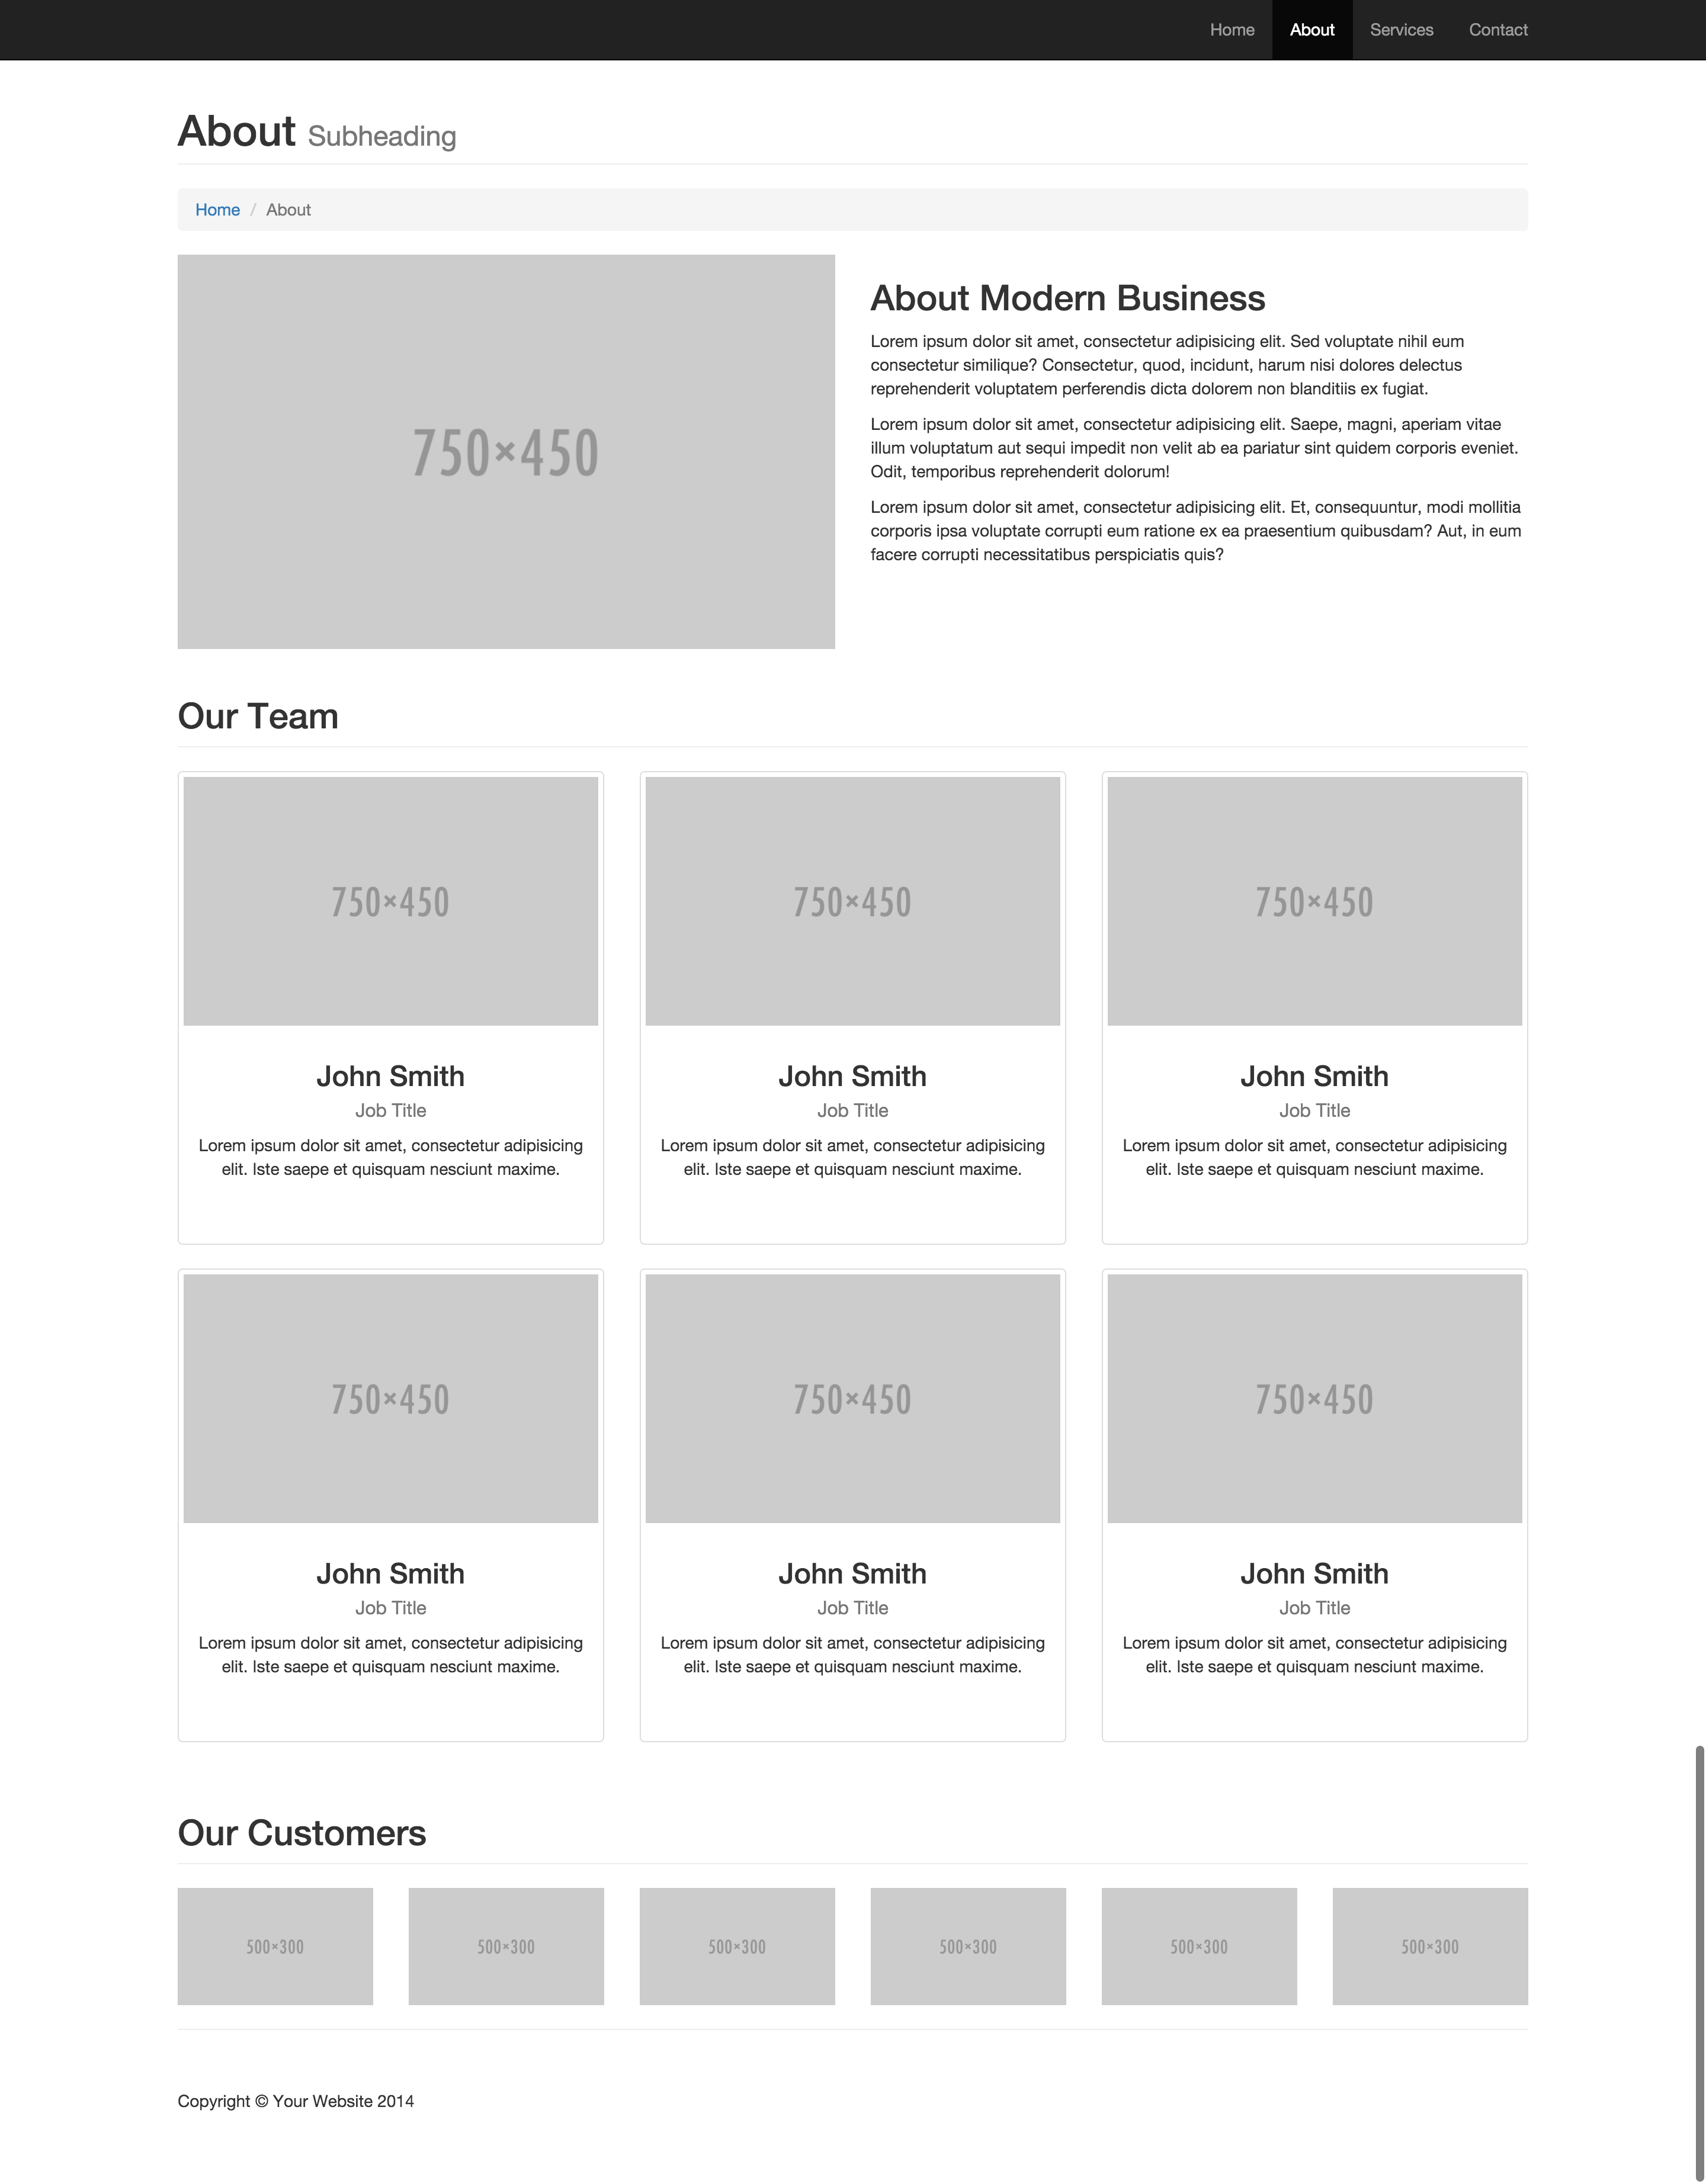 Home About Services Contact
About Subheading
Home / About
750×450
About Modern Business
Lorem ipsum dolor sit amet, consectetur adipisicing elit. Sed voluptate nihil eum
consectetur similique? Consectetur, quod, incidunt, harum nisi dolores delectus
reprehenderit voluptatem perferendis dicta dolorem non blanditiis ex fugiat.
Lorem ipsum dolor sit amet, consectetur adipisicing elit. Saepe, magni, aperiam vitae
illum voluptatum aut sequi impedit non velit ab ea pariatur sint quidem corporis eveniet.
Odit, temporibus reprehenderit dolorum!
Lorem ipsum dolor sit amet, consectetur adipisicing elit. Et, consequuntur, modi mollitia
corporis ipsa voluptate corrupti eum ratione ex ea praesentium quibusdam? Aut, in eum
facere corrupti necessitatibus perspiciatis quis?
Our Team
750×450
John Smith
Job Title
Lorem ipsum dolor sit amet, consectetur adipisicing
elit. Iste saepe et quisquam nesciunt maxime.
750×450
John Smith
Job Title
Lorem ipsum dolor sit amet, consectetur adipisicing
elit. Iste saepe et quisquam nesciunt maxime.
750×450
John Smith
Job Title
Lorem ipsum dolor sit amet, consectetur adipisicing
elit. Iste saepe et quisquam nesciunt maxime.
750×450
John Smith
Job Title
Lorem ipsum dolor sit amet, consectetur adipisicing
elit. Iste saepe et quisquam nesciunt maxime.
750×450
John Smith
Job Title
Lorem ipsum dolor sit amet, consectetur adipisicing
elit. Iste saepe et quisquam nesciunt maxime.
750×450
John Smith
Job Title
Lorem ipsum dolor sit amet, consectetur adipisicing
elit. Iste saepe et quisquam nesciunt maxime.
Our Customers
500×300 500×300 500×300 500×300 500×300 500×300
Copyright © Your Website 2014